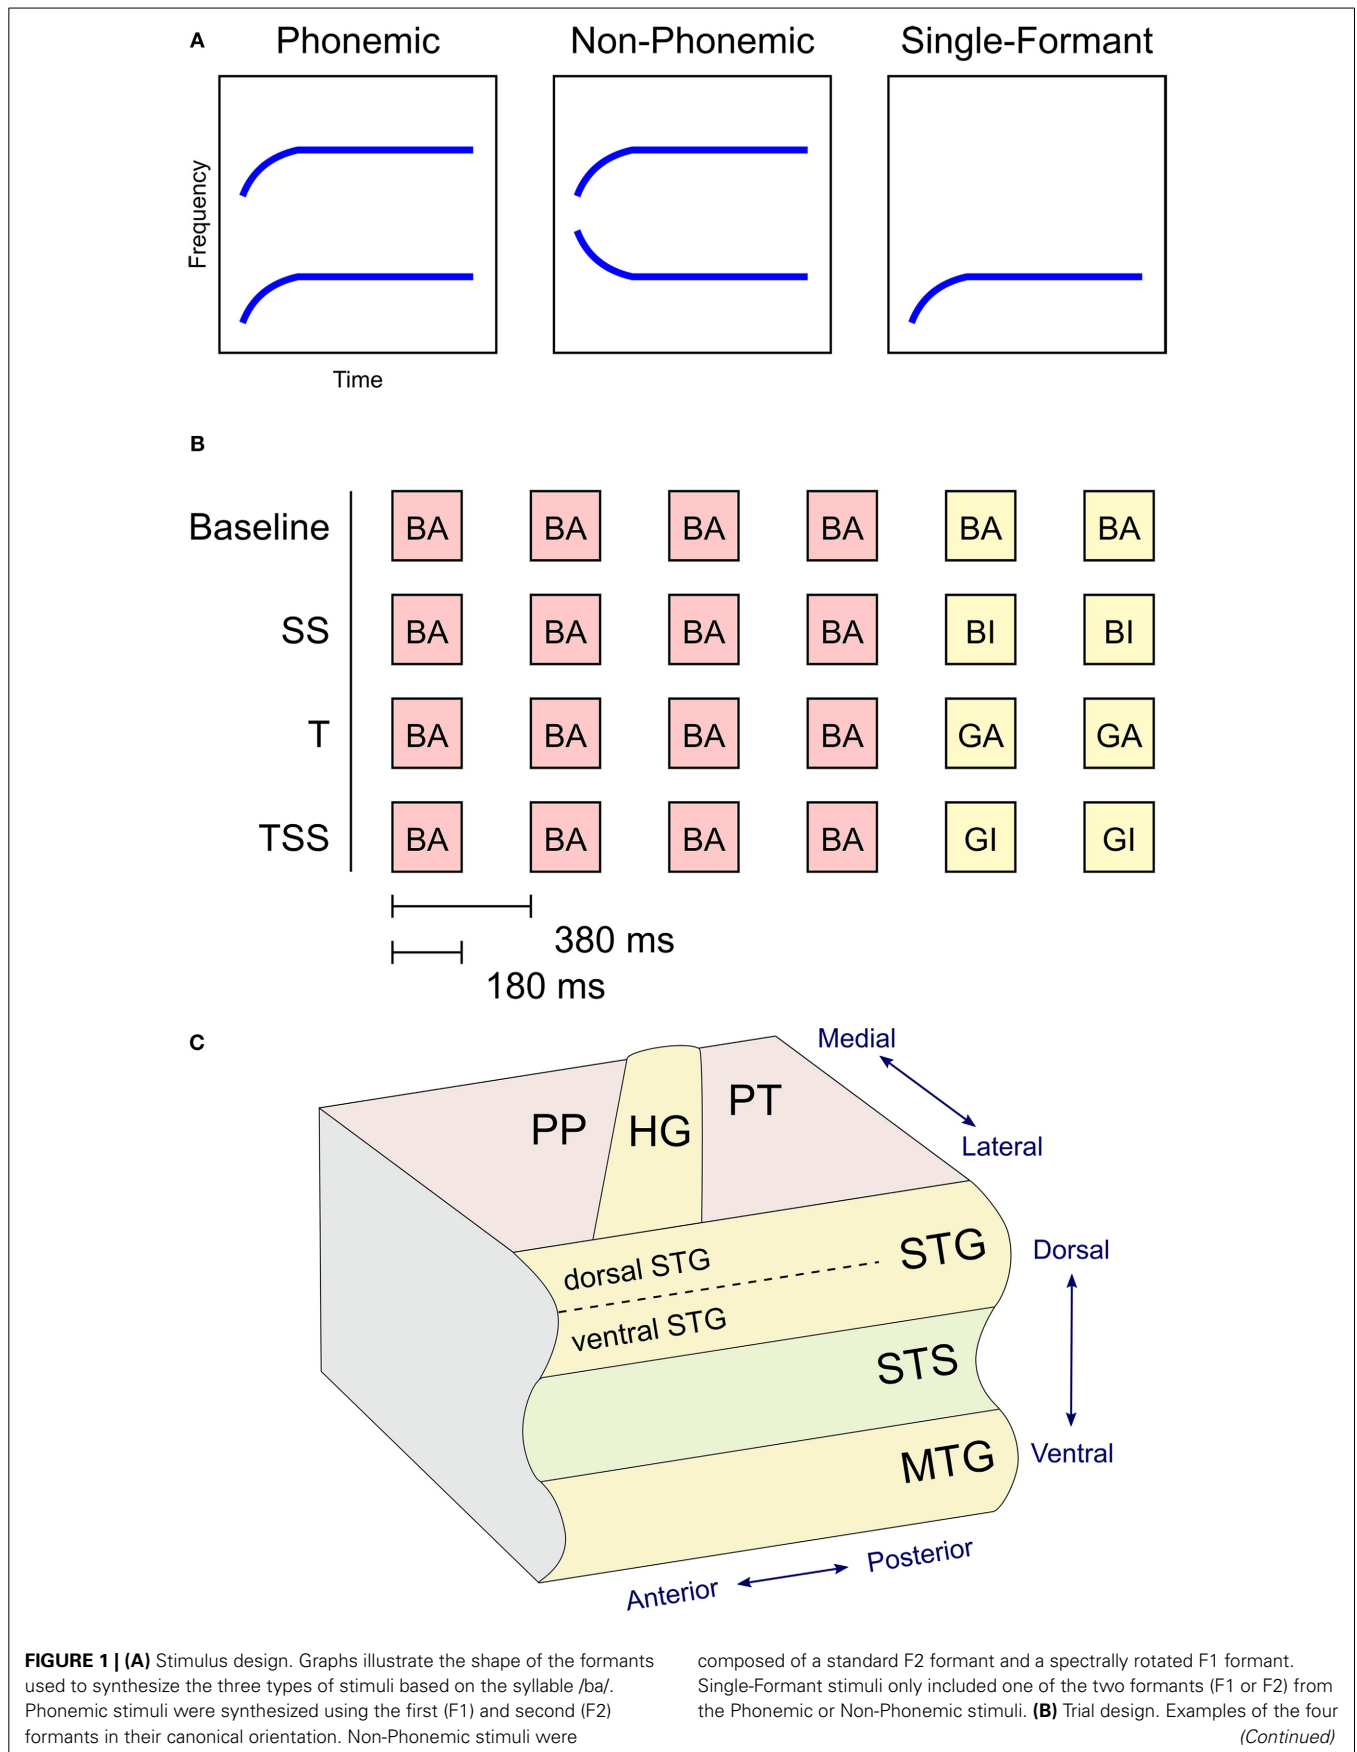 A
Phonemic
Non-Phonemic
Single-Formant
Frequency
Time
B
Baseline BA BA BA BA BA BA
SS BA BA BA BA BI BI
T BA BA BA BA GA GA
TSS BA BA BA BA GI GI
380 ms
180 ms
C
Medial
Lateral
PP
HG
PT
dorsal STG
ventral STG
STG
STS
MTG
Dorsal
Ventral
Anterior
Posterior
FIGURE 1 | (A) Stimulus design. Graphs illustrate the shape of the formants
used to synthesize the three types of stimuli based on the syllable /ba/.
Phonemic stimuli were synthesized using the first (F1) and second (F2)
formants in their canonical orientation. Non-Phonemic stimuli were
composed of a standard F2 formant and a spectrally rotated F1 formant.
Single-Formant stimuli only included one of the two formants (F1 or F2) from
the Phonemic or Non-Phonemic stimuli. (B) Trial design. Examples of the four
(Continued)